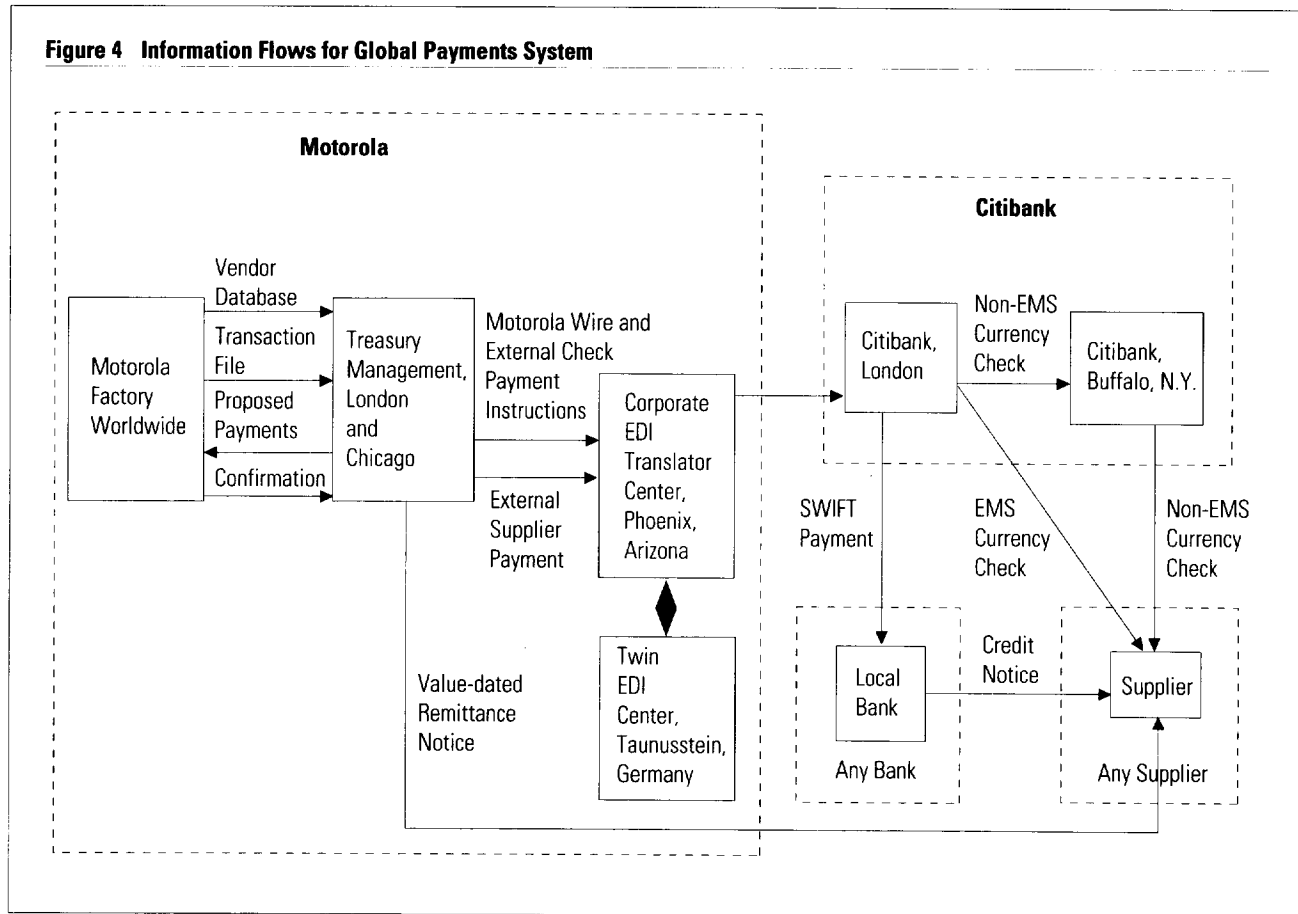 Figure 4 Information Flows for Global Payments System
Motorola
Citibank
Vendor
Database
Transaction
File
Proposed
Payments
Confirmation
Motorola
Factory
Worldwide
Treasury
Management,
London
and
Chicago
Motorola Wire and
External Check
Payment
Instructions
External
Supplier
Payment
Corporate
EDI
Translator
Center,
Phoenix,
Arizona
Twin
EDI
Center,
Taunusstein,
Germany
Value-dated
Remittance
Notice
Citibank,
London
Non-EMS
Currency
Check
Citibank,
Buffalo, N.Y.
SWIFT
Payment
EMS
Currency
Check
Non-EMS
Currency
Check
Local
Bank
Credit
Notice
Supplier
Any Bank
Any Supplier